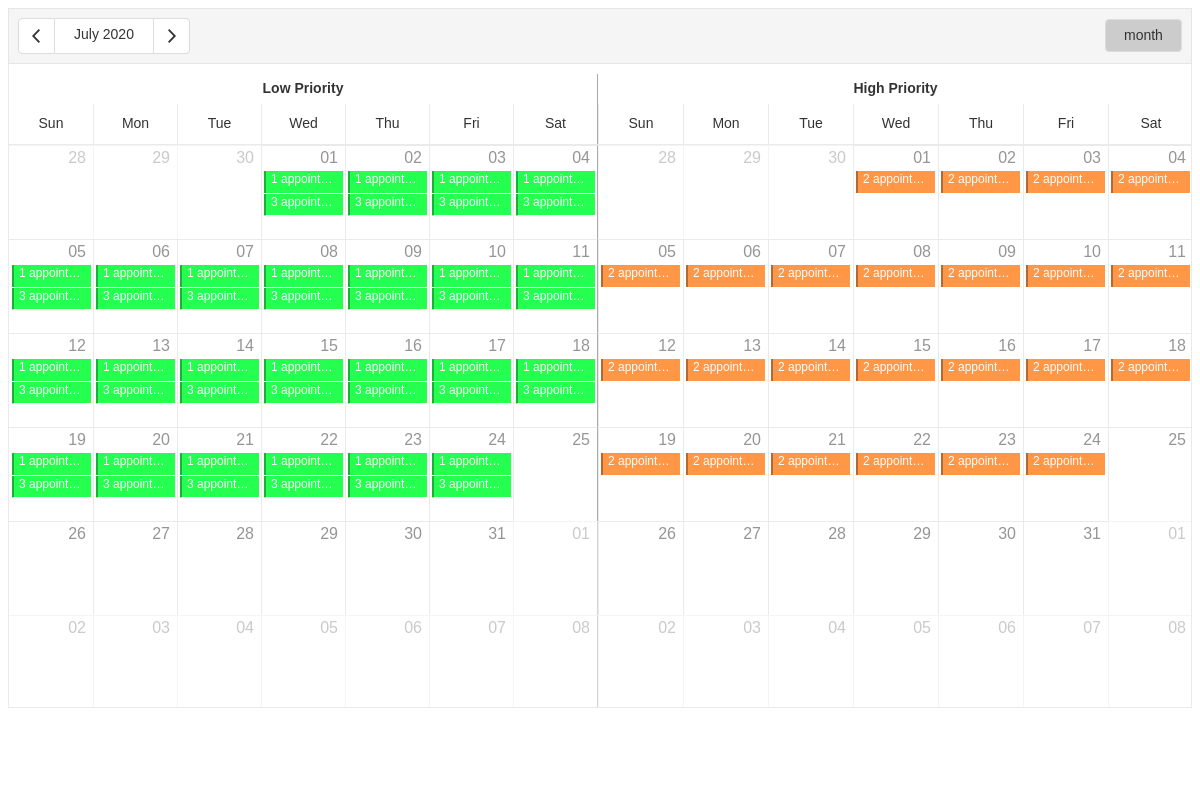 July 2020 month
Low Priority High Priority
Sun Mon Tue Wed Thu Fri Sat Sun Mon Tue Wed Thu Fri Sat
28 29 30 01 02 03 04 28 29 30 01 02 03 04
1 appoint… 1 appoint… 1 appoint… 1 appoint… 2 appoint… 2 appoint… 2 appoint… 2 appoint…
3 appoint… 3 appoint… 3 appoint… 3 appoint…
05 06 07 08 09 10 11 05 06 07 08 09 10 11
1 appoint… 1 appoint… 1 appoint… 1 appoint… 1 appoint… 1 appoint… 1 appoint… 2 appoint… 2 appoint… 2 appoint… 2 appoint… 2 appoint… 2 appoint… 2 appoint…
3 appoint… 3 appoint… 3 appoint… 3 appoint… 3 appoint… 3 appoint… 3 appoint…
12 13 14 15 16 17 18 12 13 14 15 16 17 18
1 appoint… 1 appoint… 1 appoint… 1 appoint… 1 appoint… 1 appoint… 1 appoint… 2 appoint… 2 appoint… 2 appoint… 2 appoint… 2 appoint… 2 appoint… 2 appoint…
3 appoint… 3 appoint… 3 appoint… 3 appoint… 3 appoint… 3 appoint… 3 appoint…
19 20 21 22 23 24 25 19 20 21 22 23 24 25
1 appoint… 1 appoint… 1 appoint… 1 appoint… 1 appoint… 1 appoint… 2 appoint… 2 appoint… 2 appoint… 2 appoint… 2 appoint… 2 appoint…
3 appoint… 3 appoint… 3 appoint… 3 appoint… 3 appoint… 3 appoint…
26 27 28 29 30 31 01 26 27 28 29 30 31 01
02 03 04 05 06 07 08 02 03 04 05 06 07 08